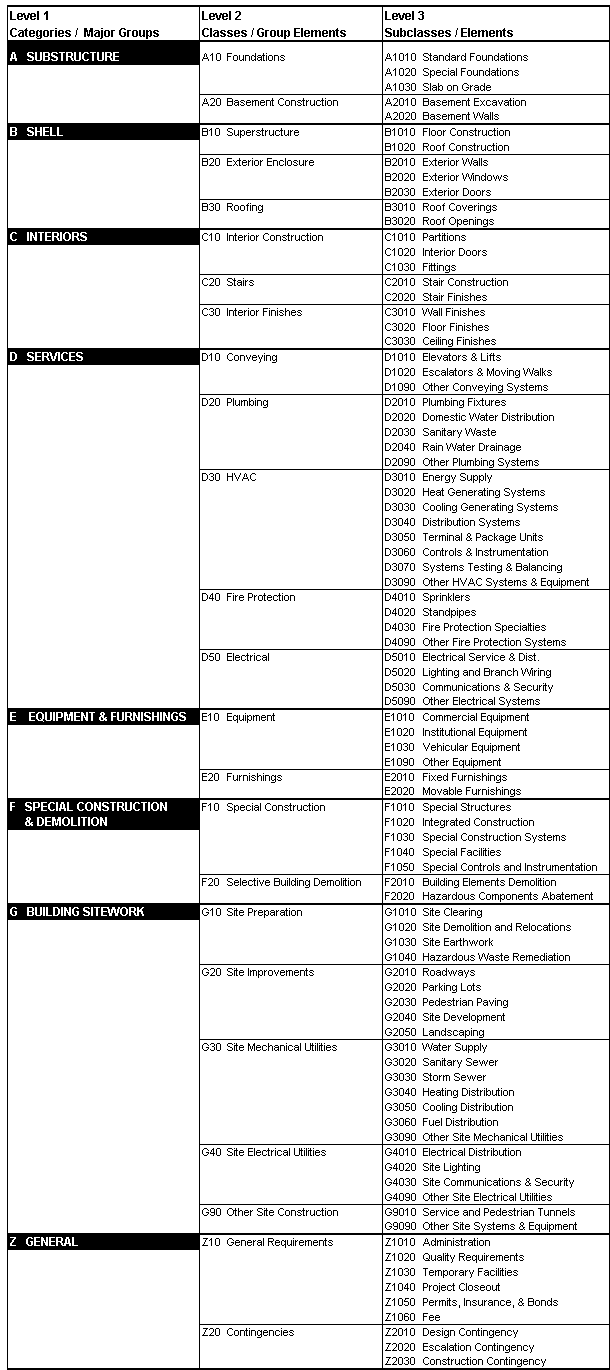 Level 1 Level 2 Level 3
Categories / Major Groups Classes / Group Elements Subclasses / Elements
A SUBSTRUCTURE A10 Foundations A1010 Standard Foundations
A1020 Special Foundations
A1030 Slab on Grade
A20 Basement Construction A2010 Basement Excavation
A2020 Basement Walls
B SHELL B10 Superstructure B1010 Floor Construction
B1020 Roof Construction
B20 Exterior Enclosure B2010 Exterior Walls
B2020 Exterior Windows
B2030 Exterior Doors
B30 Roofing B3010 Roof Coverings
B3020 Roof Openings
C INTERIORS C10 Interior Construction C1010 Partitions
C1020 Interior Doors
C1030 Fittings
C20 Stairs C2010 Stair Construction
C2020 Stair Finishes
C30 Interior Finishes C3010 Wall Finishes
C3020 Floor Finishes
C3030 Ceiling Finishes
D SERVICES D10 Conveying D1010 Elevators & Lifts
D1020 Escalators & Moving Walks
D1090 Other Conveying Systems
D20 Plumbing D2010 Plumbing Fixtures
D2020 Domestic Water Distribution
D2030 Sanitary Waste
D2040 Rain Water Drainage
D2090 Other Plumbing Systems
D30 HVAC D3010 Energy Supply
D3020 Heat Generating Systems
D3030 Cooling Generating Systems
D3040 Distribution Systems
D3050 Terminal & Package Units
D3060 Controls & Instrumentation
D3070 Systems Testing & Balancing
D3090 Other HVAC Systems & Equipment
D40 Fire Protection D4010 Sprinklers
D4020 Standpipes
D4030 Fire Protection Specialties
D4090 Other Fire Protection Systems
D50 Electrical D5010 Electrical Service & Dist.
D5020 Lighting and Branch Wiring
D5030 Communications & Security
D5090 Other Electrical Systems
E EQUIPMENT & FURNISHINGS E10 Equipment E1010 Commercial Equipment
E1020 Institutional Equipment
E1030 Vehicular Equipment
E1090 Other Equipment
E20 Furnishings E2010 Fixed Furnishings
E2020 Movable Furnishings
F SPECIAL CONSTRUCTION F10 Special Construction F1010 Special Structures
& DEMOLITION F1020 Integrated Construction
F1030 Special Construction Systems
F1040 Special Facilities
F1050 Special Controls and Instrumentation
F20 Selective Building Demolition F2010 Building Elements Demolition
F2020 Hazardous Components Abatement
G BUILDING SITEWORK G10 Site Preparation G1010 Site Clearing
G1020 Site Demolition and Relocations
G1030 Site Earthwork
G1040 Hazardous Waste Remediation
G20 Site Improvements G2010 Roadways
G2020 Parking Lots
G2030 Pedestrian Paving
G2040 Site Development
G2050 Landscaping
G30 Site Mechanical Utilities G3010 Water Supply
G3020 Sanitary Sewer
G3030 Storm Sewer
G3040 Heating Distribution
G3050 Cooling Distribution
G3060 Fuel Distribution
G3090 Other Site Mechanical Utilities
G40 Site Electrical Utilities G4010 Electrical Distribution
G4020 Site Lighting
G4030 Site Communications & Security
G4090 Other Site Electrical Utilities
G90 Other Site Construction G9010 Service and Pedestrian Tunnels
G9090 Other Site Systems & Equipment
Z GENERAL Z10 General Requirements Z1010 Administration
Z1020 Quality Requirements
Z1030 Temporary Facilities
Z1040 Project Closeout
Z1050 Permits, Insurance, & Bonds
Z1060 Fee
Z20 Contingencies Z2010 Design Contingency
Z2020 Escalation Contingency
Z2030 Construction Contingency